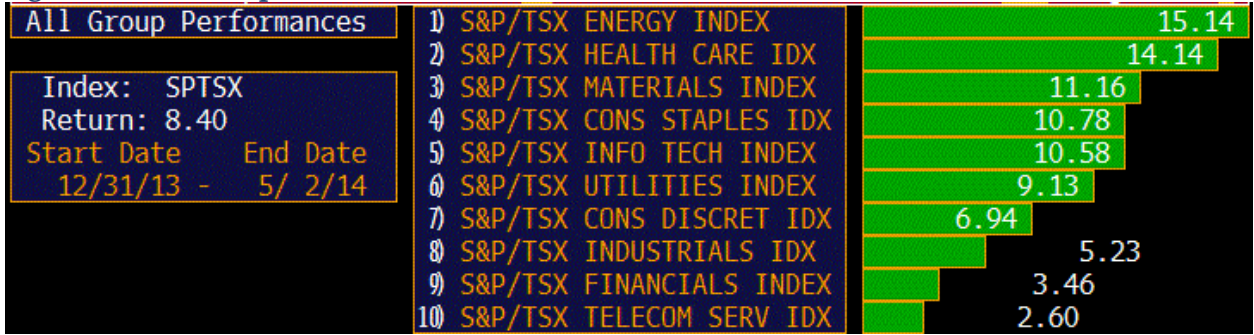 All Group Performances
Index: SPTSX
Return: 8.40
Start Date End Date
12/31/13 - 5/ 2/14
1) S&P/TSX ENERGY INDEX 15.14
2) S&P/TSX HEALTH CARE IDX 14.14
3) S&P/TSX MATERIALS INDEX 11.16
4) S&P/TSX CONS STAPLES IDX 10.78
5) S&P/TSX INFO TECH INDEX 10.58
6) S&P/TSX UTILITIES INDEX 9.13
7) S&P/TSX CONS DISCRET IDX 6.94
8) S&P/TSX INDUSTRIALS IDX 5.23
9) S&P/TSX FINANCIALS INDEX 3.46
10) S&P/TSX TELECOM SERV IDX 2.60